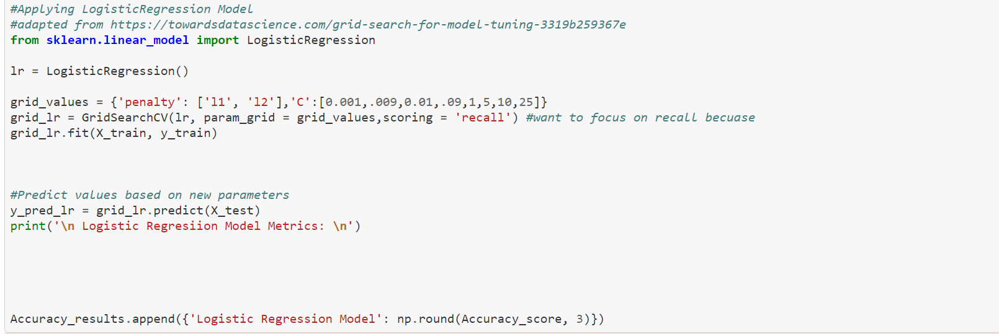 #Applying LogisticRegression Model
#adapted from https://towardsdatascience.com/grid-search-for-model-tuning-3319b259367e
from sklearn.linear_model import LogisticRegression
lr = LogisticRegression()
grid_values = {'penalty': ['l1', 'l2'],'C':[0.001,.009,0.01,.09,1,5,10,25]}
grid_lr = GridSearchCV(lr, param_grid = grid_values,scoring = 'recall') #want to focus on recall becuase
grid_lr.fit(X_train, y_train)
#Predict values based on new parameters
y_pred_lr = grid_lr.predict(X_test)
print('\n Logistic Regresiion Model Metrics: \n')
Accuracy_results.append({'Logistic Regression Model': np.round(Accuracy_score, 3)})